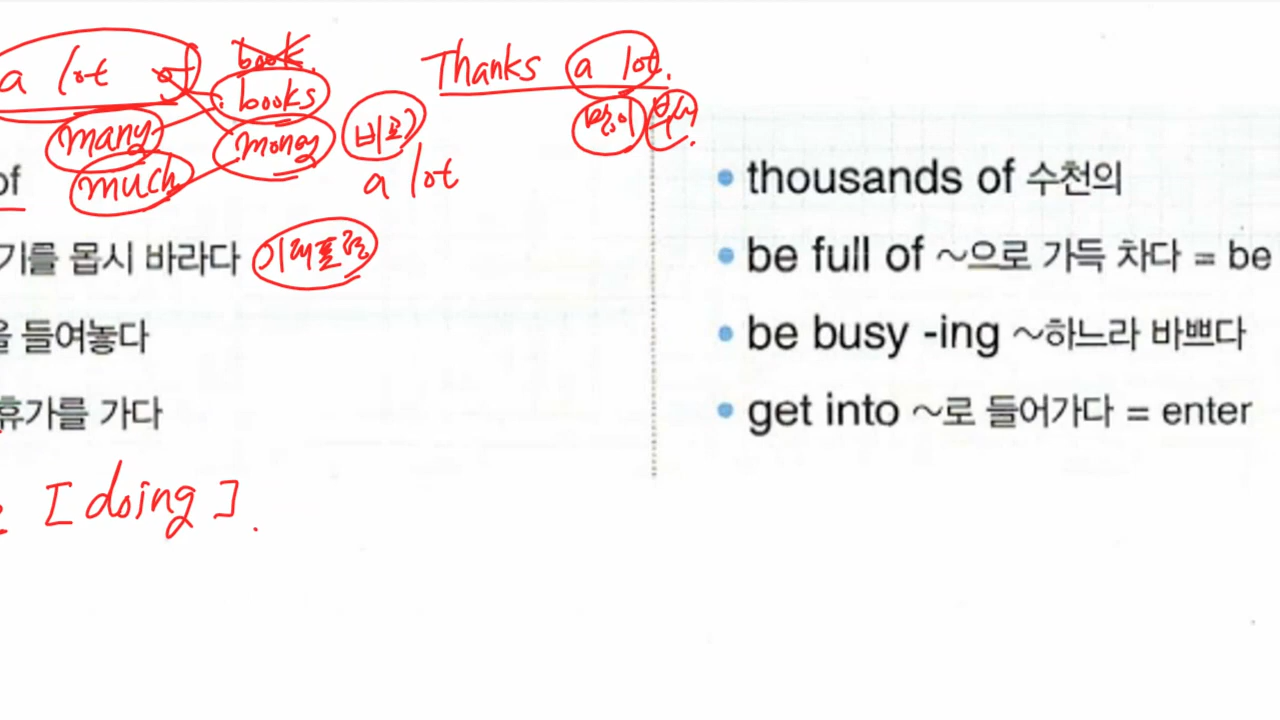 a lot of book.
books
many money 비교
much a lot
Thanks a lot.
많이 부사
of
기를 몹시 바라다
을 들여놓다
휴가를 가다
[doing].
thousands of 수천의
be full of ~으로 가득 차다 = be
be busy -ing ~하느라 바쁘다
get into ~로 들어가다 = enter